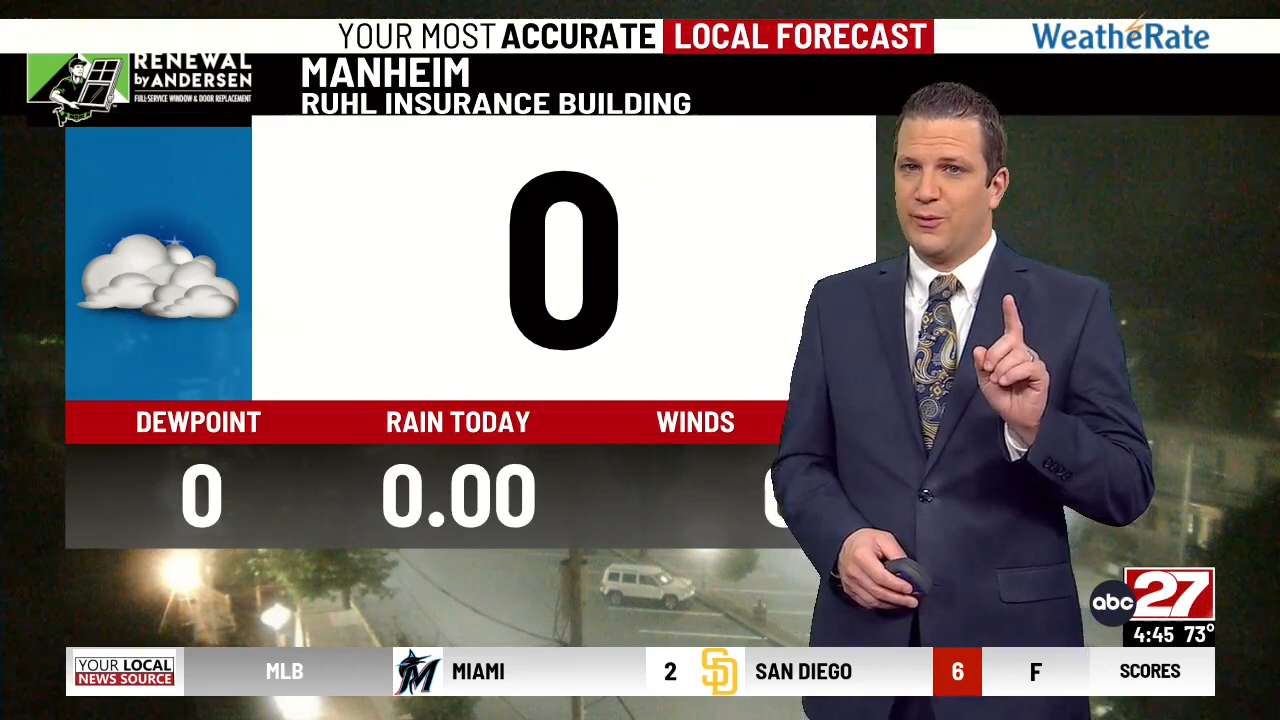 YOUR MOST ACCURATE LOCAL FORECAST
WeatheRate
RENEWAL
by ANDERSEN
FULL-SERVICE WINDOW & DOOR REPLACEMENT
MANHEIM
RUHL INSURANCE BUILDING
0
DEWPOINT RAIN TODAY WINDS
0 0.00
abc 27
4:45 73°
YOUR LOCAL
NEWS SOURCE
MLB MIAMI 2 SD SAN DIEGO 6 F SCORES